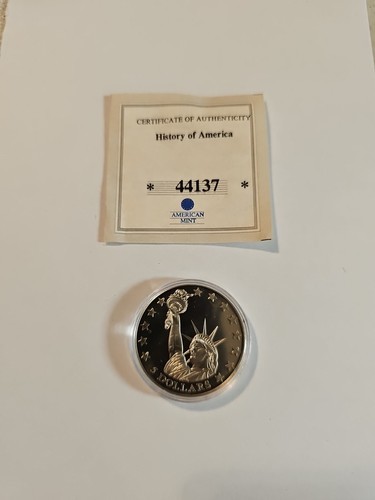 CERTIFICATE OF AUTHENTICITY
History of America
* 44137 *
AMERICAN
MINT
5 DOLLARS